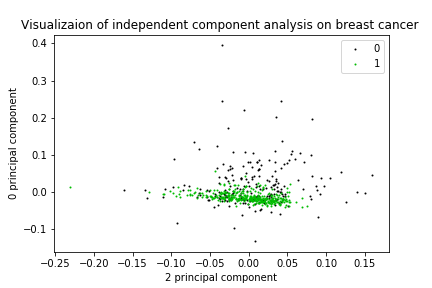 Visualizaion of independent component analysis on breast cancer
0.4
0.3
0.2
0.1
0.0
−0.1
0 principal component
0
1
−0.25 −0.20 −0.15 −0.10 −0.05 0.00 0.05 0.10 0.15
2 principal component